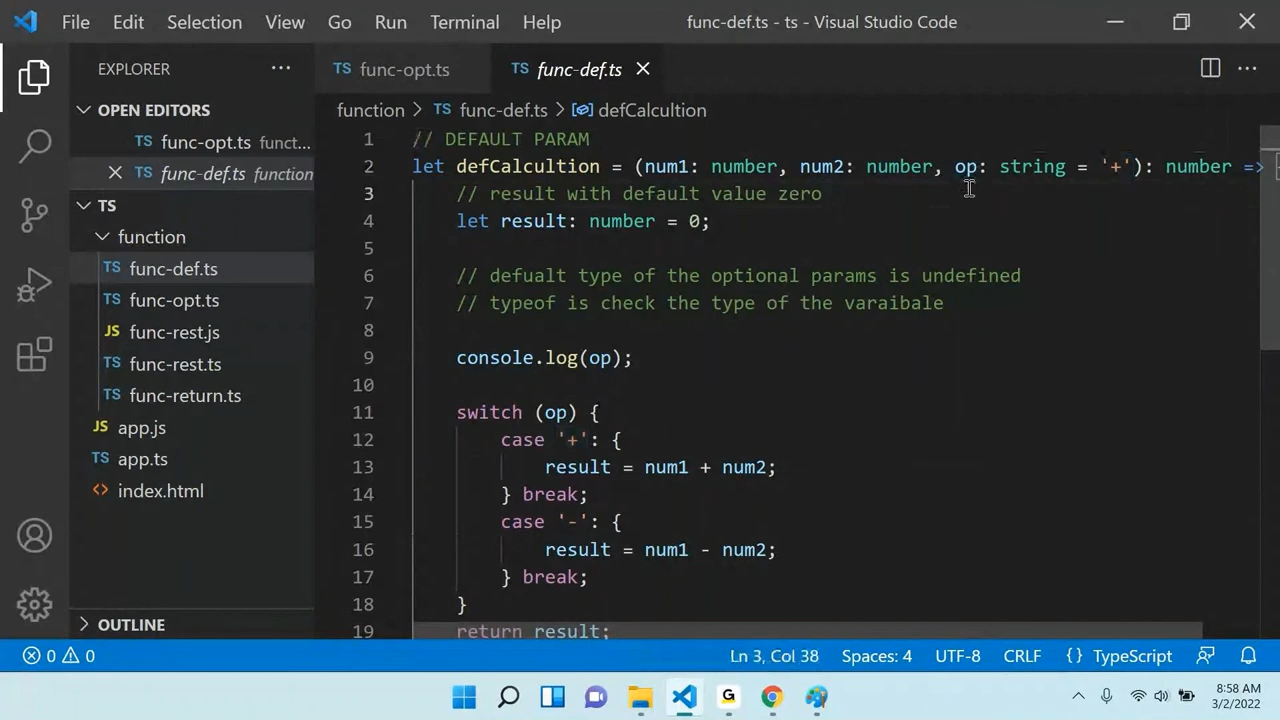 File Edit Selection View Go Run Terminal Help func-def.ts - ts - Visual Studio Code
EXPLORER ··· TS func-opt.ts TS func-def.ts
OPEN EDITORS
TS func-opt.ts funct...
TS func-def.ts function
TS
function
TS func-def.ts
TS func-opt.ts
JS func-rest.js
TS func-rest.ts
TS func-return.ts
JS app.js
TS app.ts
<> index.html
OUTLINE
function > TS func-def.ts > defCalcultion
1 // DEFAULT PARAM
2 let defCalcultion = (num1: number, num2: number, op: string = '+'): number =>
3 // result with default value zero
4 let result: number = 0;
5
6 // defualt type of the optional params is undefined
7 // typeof is check the type of the varaibale
8
9 console.log(op);
10
11 switch (op) {
12 case '+': {
13 result = num1 + num2;
14 } break;
15 case '-': {
16 result = num1 - num2;
17 } break;
18 }
19 return result;
0 0 Ln 3, Col 38 Spaces: 4 UTF-8 CRLF {} TypeScript
G 8:58 AM
3/2/2022